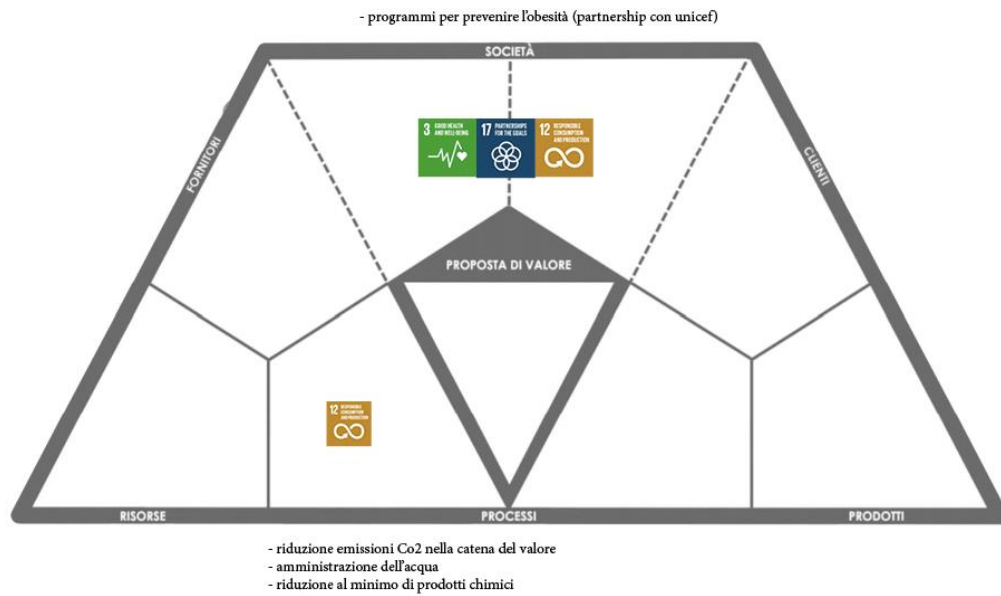 - programmi per prevenire l'obesità (partnership con unicef)
SOCIETÀ
FORNITORI
3 GOOD HEALTH
AND WELL-BEING
17 PARTNERSHIPS
FOR THE GOALS
12 RESPONSIBLE
CONSUMPTION
AND PRODUCTION
CLIENTI
PROPOSTA DI VALORE
12 RESPONSIBLE
CONSUMPTION
AND PRODUCTION
RISORSE
PROCESSI
PRODOTTI
- riduzione emissioni Co2 nella catena del valore
- amministrazione dell'acqua
- riduzione al minimo di prodotti chimici